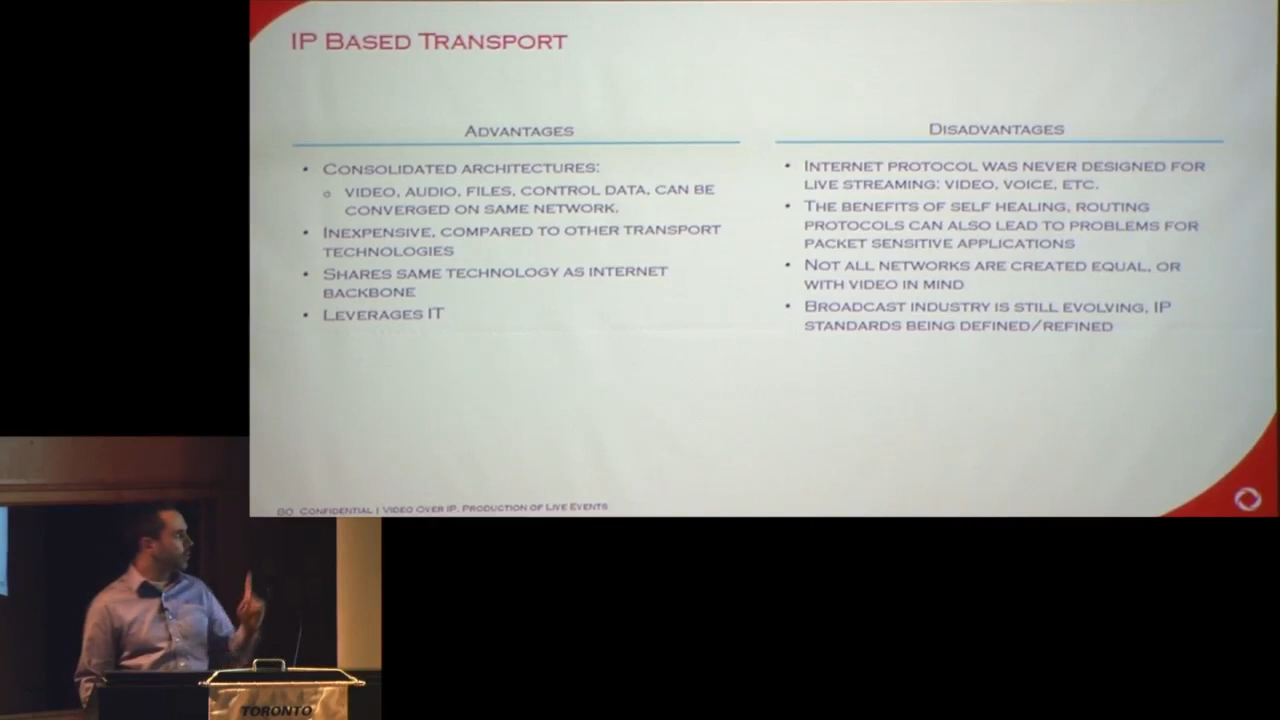 IP BASED TRANSPORT
ADVANTAGES
• CONSOLIDATED ARCHITECTURES:
o VIDEO, AUDIO, FILES, CONTROL DATA, CAN BE
CONVERGED ON SAME NETWORK.
• INEXPENSIVE, COMPARED TO OTHER TRANSPORT
TECHNOLOGIES
• SHARES SAME TECHNOLOGY AS INTERNET
BACKBONE
• LEVERAGES IT
DISADVANTAGES
• INTERNET PROTOCOL WAS NEVER DESIGNED FOR
LIVE STREAMING: VIDEO, VOICE, ETC.
• THE BENEFITS OF SELF HEALING, ROUTING
PROTOCOLS CAN ALSO LEAD TO PROBLEMS FOR
PACKET SENSITIVE APPLICATIONS
• NOT ALL NETWORKS ARE CREATED EQUAL, OR
WITH VIDEO IN MIND
• BROADCAST INDUSTRY IS STILL EVOLVING, IP
STANDARDS BEING DEFINED/REFINED
CONFIDENTIAL | VIDEO OVER IP, PRODUCTION OF LIVE EVENTS
TORONTO